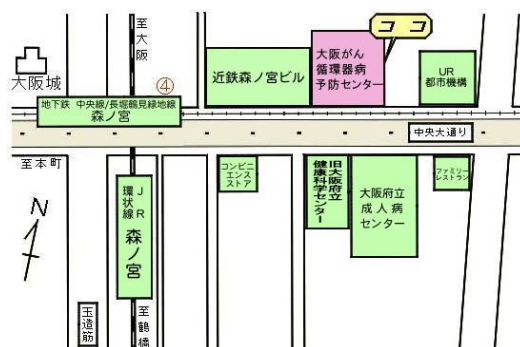 至大阪
ココ
大阪がん
循環器病
予防センター
近鉄森ノ宮ビル
UR
都市機構
大阪城
④
地下鉄 中央線/長堀鶴見緑地線
森ノ宮
中央大通り
至本町
コンビニ
エンス
ストア
旧大阪府立
健康科学センター
大阪府立
成人病
センター
ファミリー
レストラン
JR
環状線
森ノ宮
N
玉造筋
至鶴橋